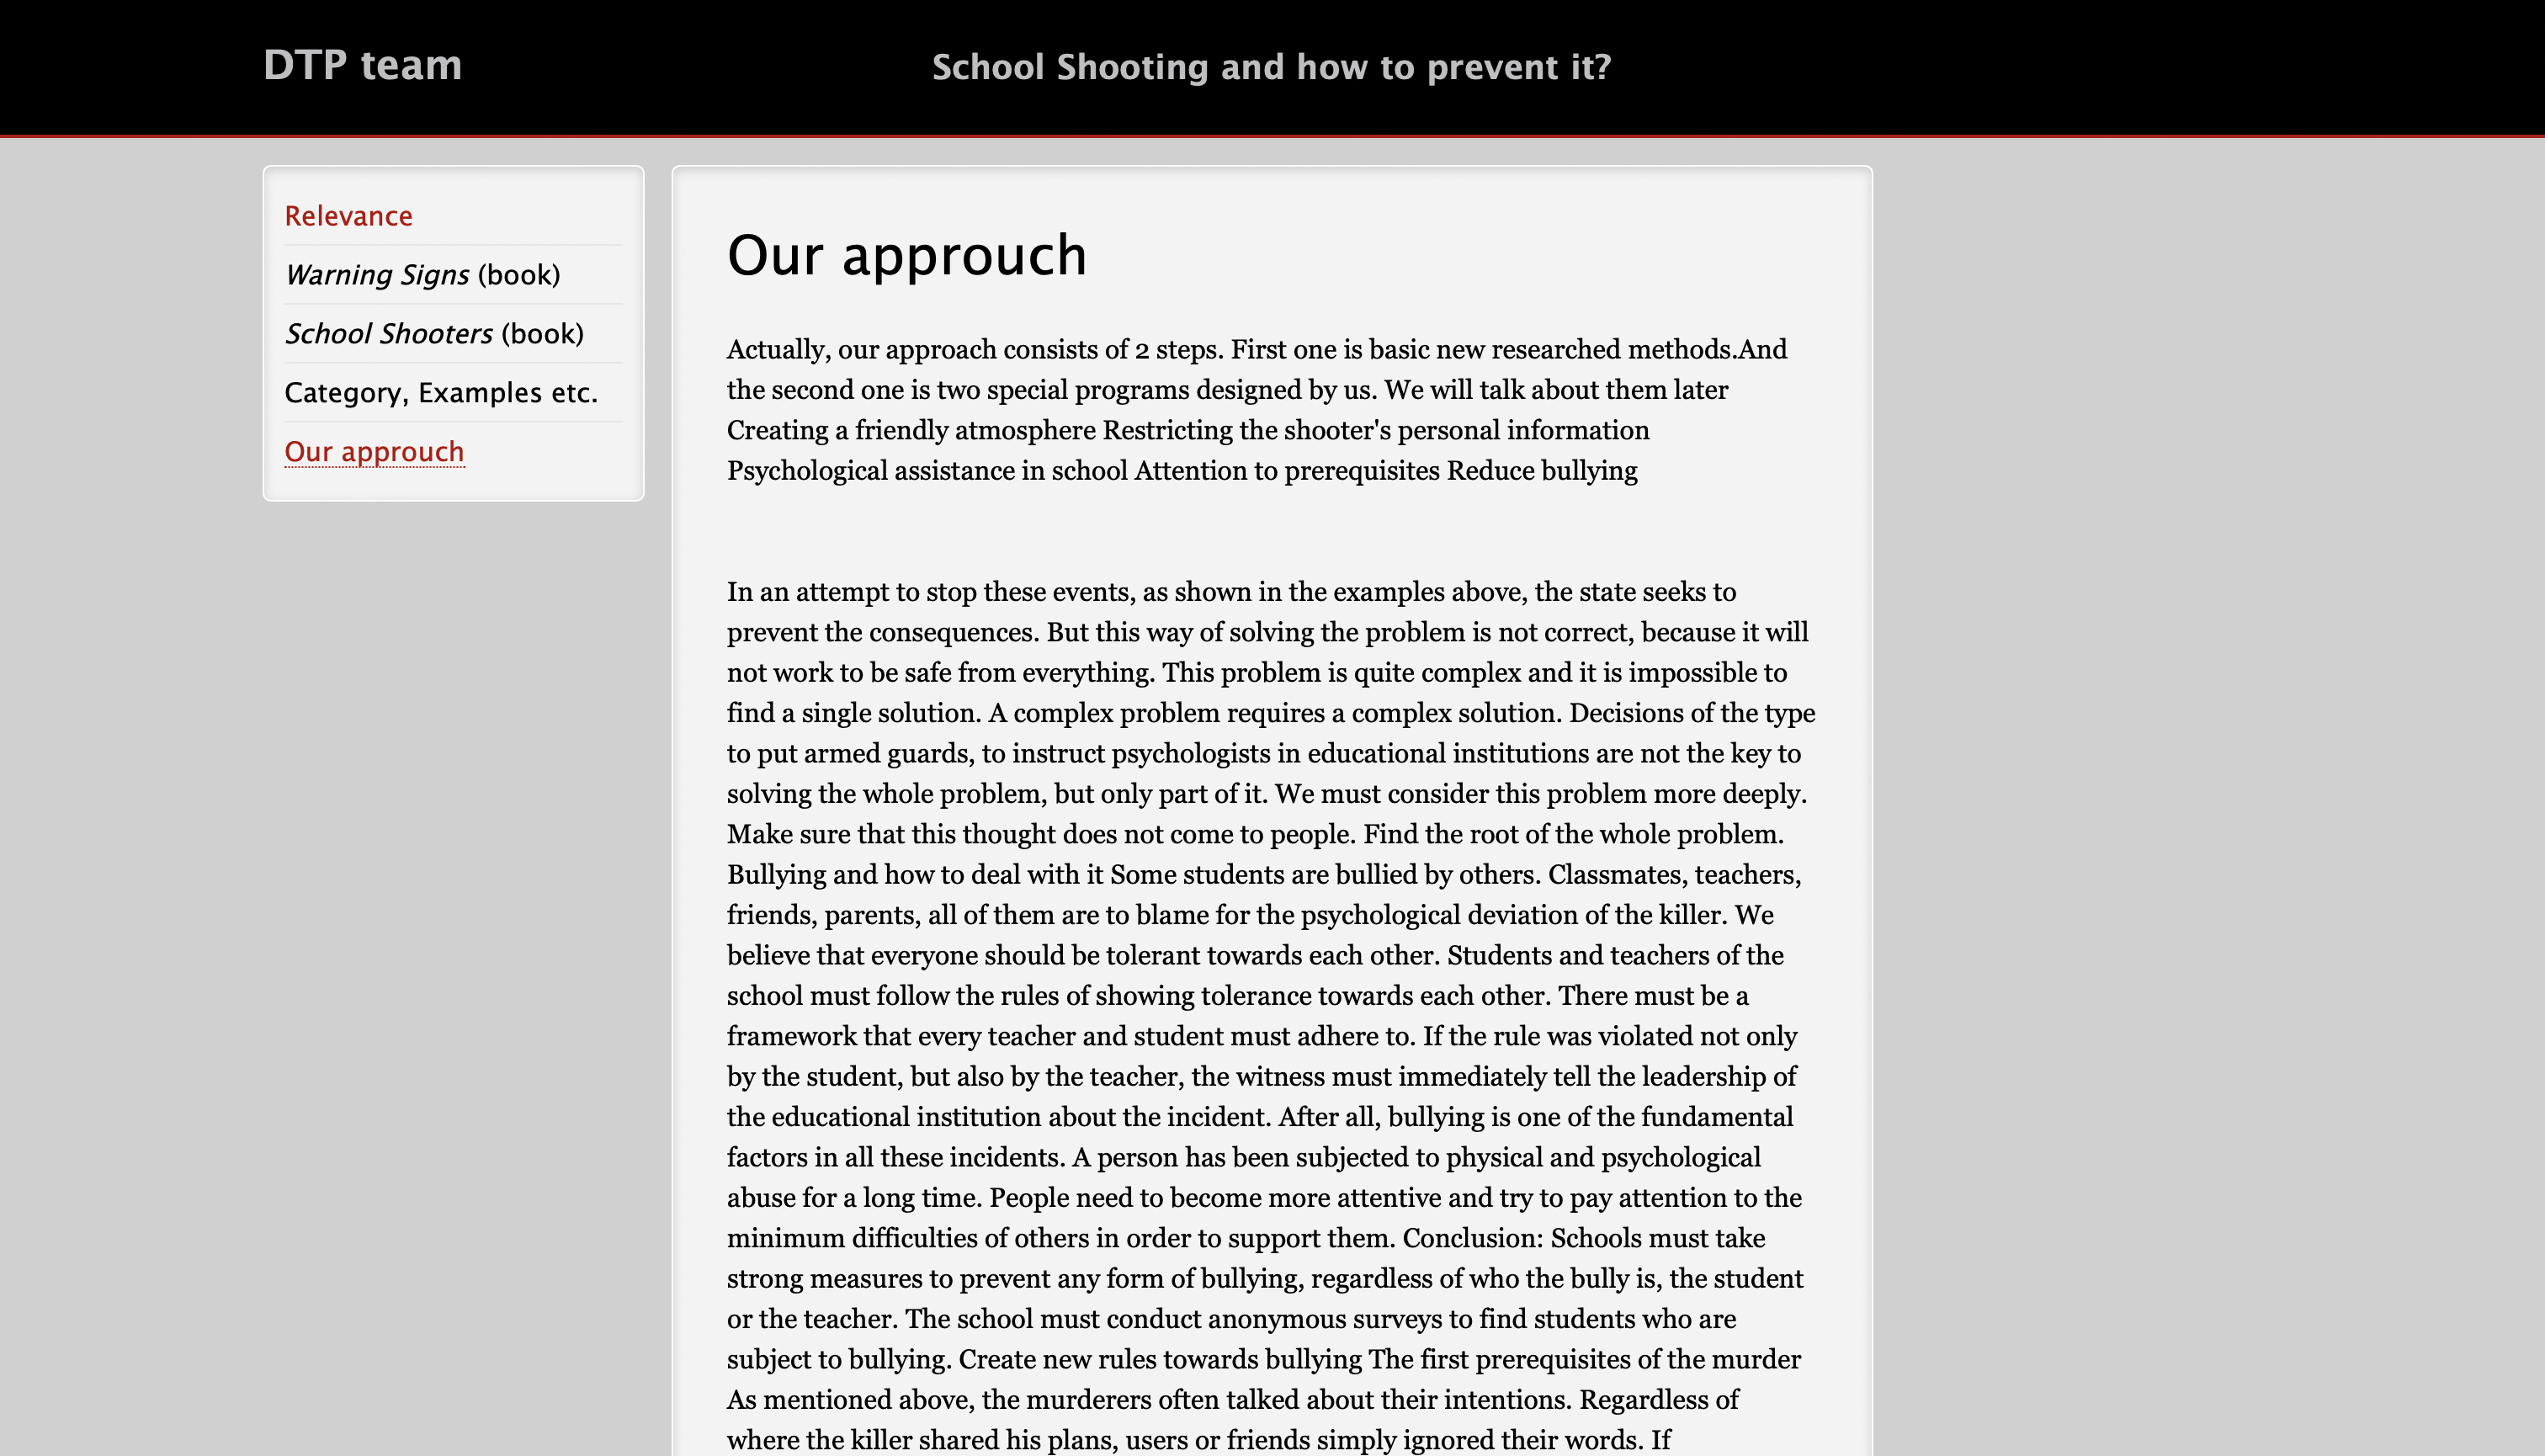 DTP team
School Shooting and how to prevent it?
Relevance
Warning Signs (book)
School Shooters (book)
Category, Examples etc.
Our approuch
Our approuch
Actually, our approach consists of 2 steps. First one is basic new researched methods.And
the second one is two special programs designed by us. We will talk about them later
Creating a friendly atmosphere Restricting the shooter's personal information
Psychological assistance in school Attention to prerequisites Reduce bullying
In an attempt to stop these events, as shown in the examples above, the state seeks to
prevent the consequences. But this way of solving the problem is not correct, because it will
not work to be safe from everything. This problem is quite complex and it is impossible to
find a single solution. A complex problem requires a complex solution. Decisions of the type
to put armed guards, to instruct psychologists in educational institutions are not the key to
solving the whole problem, but only part of it. We must consider this problem more deeply.
Make sure that this thought does not come to people. Find the root of the whole problem.
Bullying and how to deal with it Some students are bullied by others. Classmates, teachers,
friends, parents, all of them are to blame for the psychological deviation of the killer. We
believe that everyone should be tolerant towards each other. Students and teachers of the
school must follow the rules of showing tolerance towards each other. There must be a
framework that every teacher and student must adhere to. If the rule was violated not only
by the student, but also by the teacher, the witness must immediately tell the leadership of
the educational institution about the incident. After all, bullying is one of the fundamental
factors in all these incidents. A person has been subjected to physical and psychological
abuse for a long time. People need to become more attentive and try to pay attention to the
minimum difficulties of others in order to support them. Conclusion: Schools must take
strong measures to prevent any form of bullying, regardless of who the bully is, the student
or the teacher. The school must conduct anonymous surveys to find students who are
subject to bullying. Create new rules towards bullying The first prerequisites of the murder
As mentioned above, the murderers often talked about their intentions. Regardless of
where the killer shared his plans, users or friends simply ignored their words. If